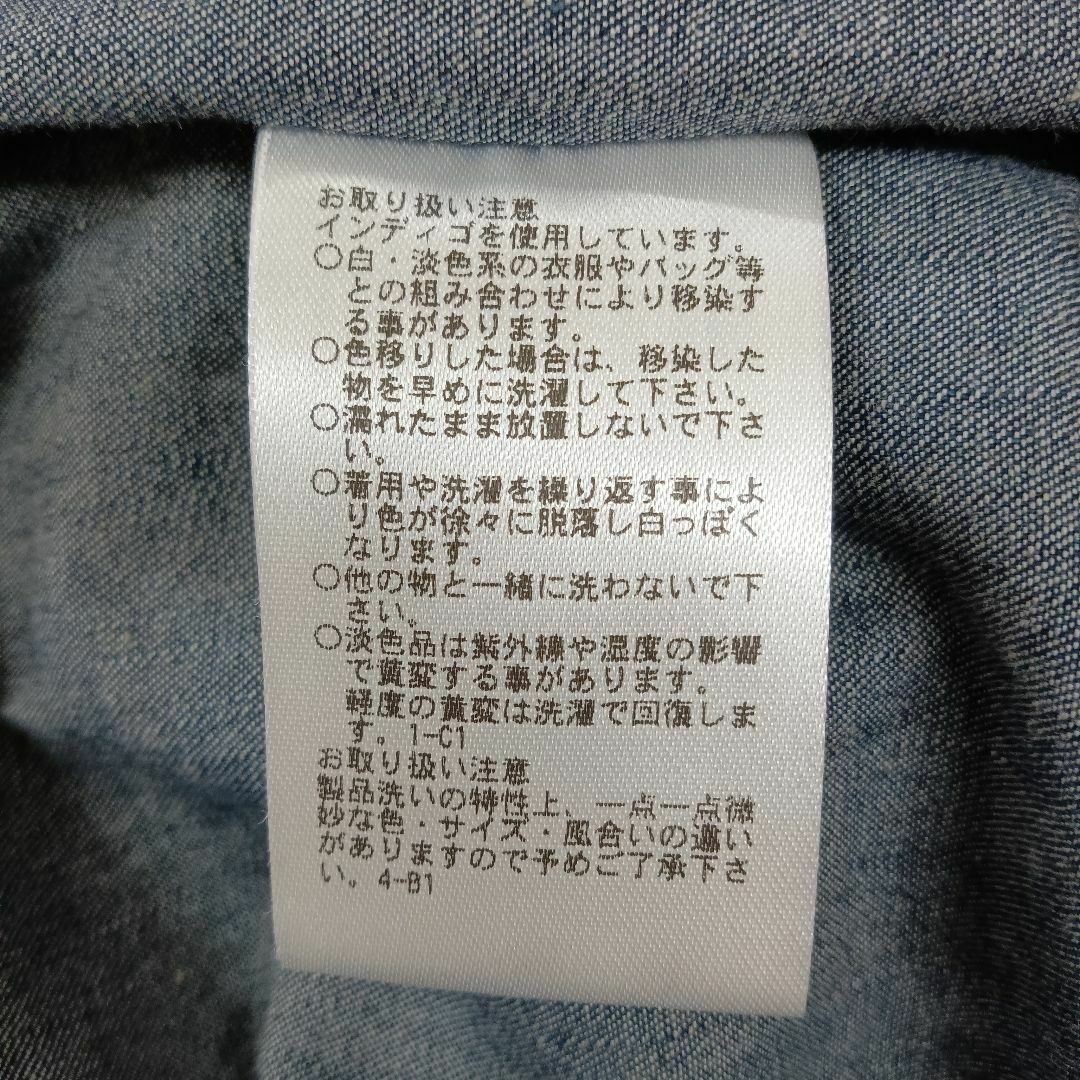 お取り扱い注意
インディゴを使用しています。
○白・淡色系の衣服やバッグ等
との組み合わせにより移染す
る事があります。
○色移りした場合は、移染した
物を早めに洗濯して下さい。
○濡れたまま放置しないで下さ
い。
○着用や洗濯を繰り返す事によ
り色が徐々に脱落し白っぽく
なります。
○他の物と一緒に洗わないで下
さい。
○淡色品は紫外線や湿度の影響
で黄変する事があります。
軽度の黄変は洗濯で回復しま
す。1-C1
お取り扱い注意
製品洗いの特性上、一点一点微
妙な色・サイズ・風合いの違い
がありますので予めご了承下さ
い。4-B1